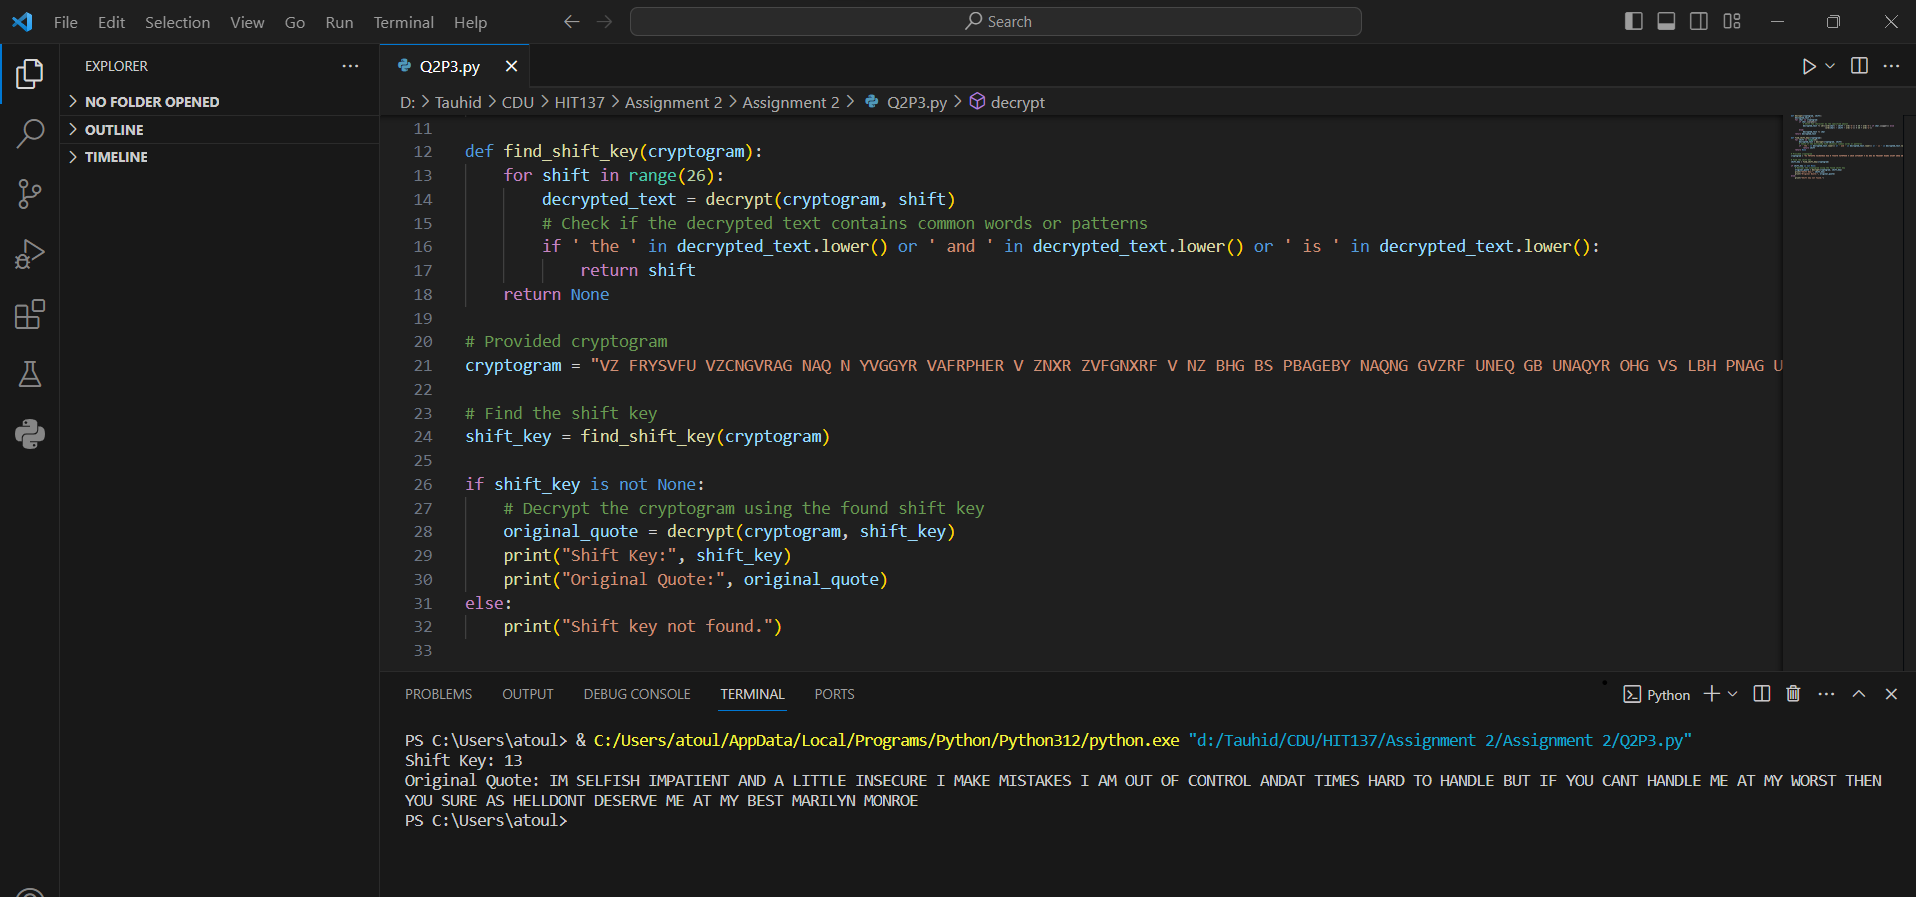 File Edit Selection View Go Run Terminal Help
Search
EXPLORER
NO FOLDER OPENED
OUTLINE
TIMELINE
Q2P3.py
D: > Tauhid > CDU > HIT137 > Assignment 2 > Assignment 2 > Q2P3.py > decrypt
11
12 def find_shift_key(cryptogram):
13 for shift in range(26):
14 decrypted_text = decrypt(cryptogram, shift)
15 # Check if the decrypted text contains common words or patterns
16 if ' the ' in decrypted_text.lower() or ' and ' in decrypted_text.lower() or ' is ' in decrypted_text.lower():
17 return shift
18 return None
19
20 # Provided cryptogram
21 cryptogram = "VZ FRYSVFU VZCNGVRAG NAQ N YVGGYR VAFRPHER V ZNXR ZVFGNXRF V NZ BHG BS PBAGEBY NAQNG GVZRF UNEQ GB UNAQYR OHG VS LBH PNAG U
22
23 # Find the shift key
24 shift_key = find_shift_key(cryptogram)
25
26 if shift_key is not None:
27 # Decrypt the cryptogram using the found shift key
28 original_quote = decrypt(cryptogram, shift_key)
29 print("Shift Key:", shift_key)
30 print("Original Quote:", original_quote)
31 else:
32 print("Shift key not found.")
33
PROBLEMS OUTPUT DEBUG CONSOLE TERMINAL PORTS
Python
PS C:\Users\atoul> & C:/Users/atoul/AppData/Local/Programs/Python/Python312/python.exe "d:/Tauhid/CDU/HIT137/Assignment 2/Assignment 2/Q2P3.py"
Shift Key: 13
Original Quote: IM SELFISH IMPATIENT AND A LITTLE INSECURE I MAKE MISTAKES I AM OUT OF CONTROL ANDAT TIMES HARD TO HANDLE BUT IF YOU CANT HANDLE ME AT MY WORST THEN
YOU SURE AS HELLDONT DESERVE ME AT MY BEST MARILYN MONROE
PS C:\Users\atoul>